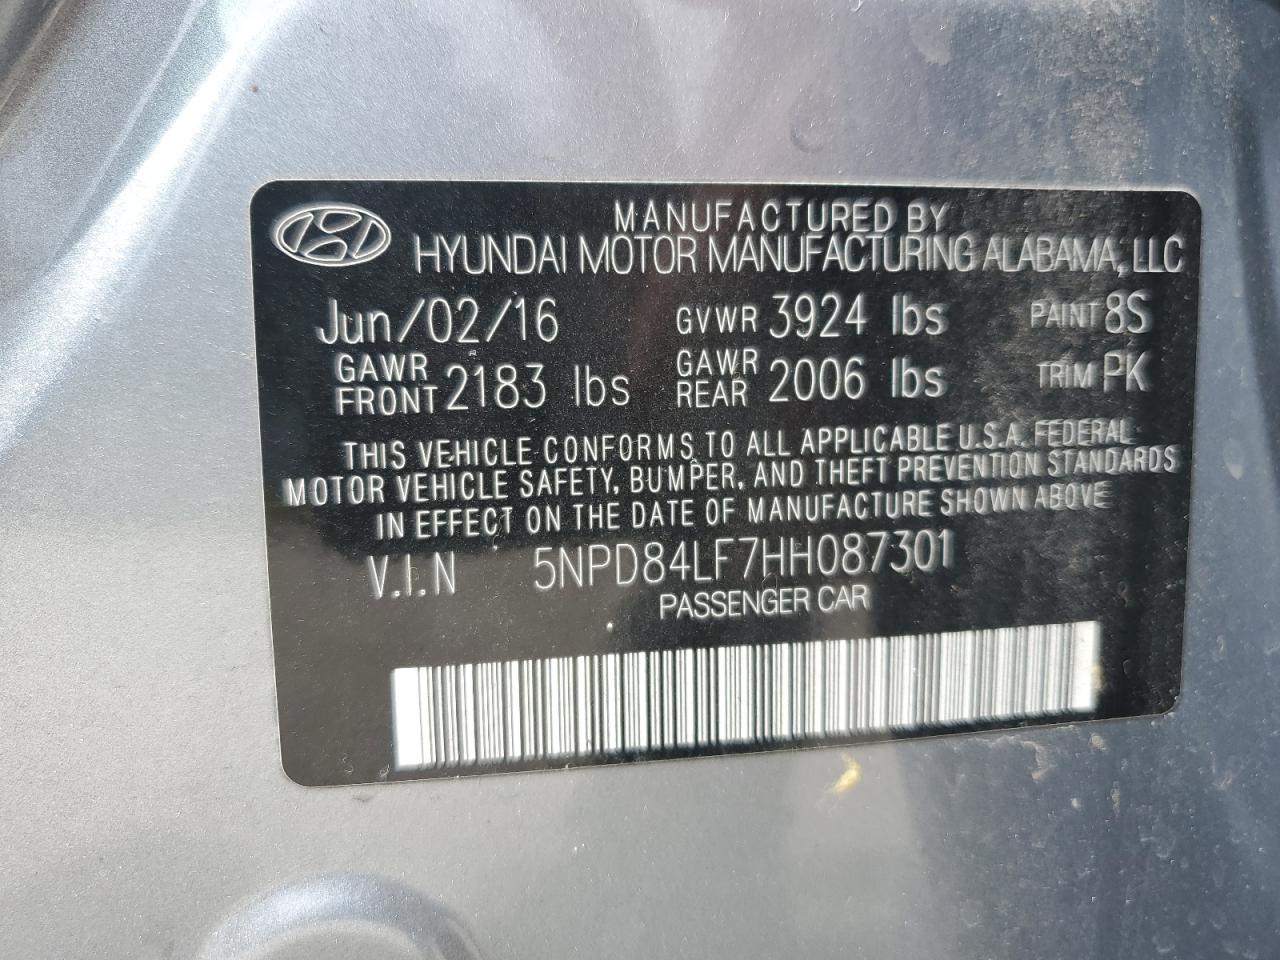 MANUFACTURED BY
HYUNDAI MOTOR MANUFACTURING ALABAMA, LLC
Jun/02/16 GVWR 3924 lbs PAINT 8S
GAWR FRONT 2183 lbs GAWR REAR 2006 lbs TRIM PK
THIS VEHICLE CONFORMS TO ALL APPLICABLE U.S.A. FEDERAL
MOTOR VEHICLE SAFETY, BUMPER, AND THEFT PREVENTION STANDARDS
IN EFFECT ON THE DATE OF MANUFACTURE SHOWN ABOVE
V.I.N 5NPD84LF7HH087301
PASSENGER CAR